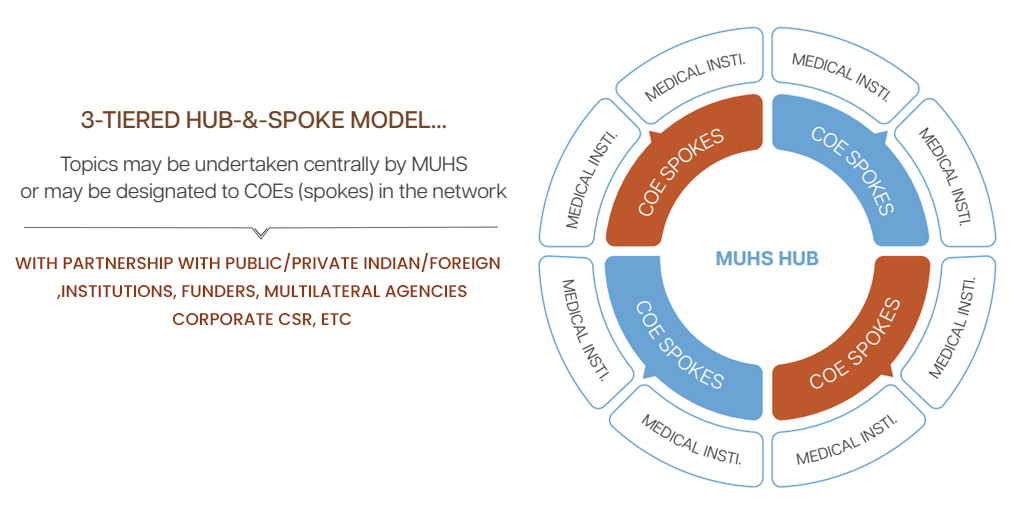 3-TIERED HUB-&-SPOKE MODEL...
Topics may be undertaken centrally by MUHS
or may be designated to COEs (spokes) in the network
WITH PARTNERSHIP WITH PUBLIC/PRIVATE INDIAN/FOREIGN
,INSTITUTIONS, FUNDERS, MULTILATERAL AGENCIES
CORPORATE CSR, ETC
MEDICAL INSTI.
MEDICAL INSTI.
MEDICAL INSTI.
MEDICAL INSTI.
COE SPOKES
COE SPOKES
MUHS HUB
COE SPOKES
COE SPOKES
MEDICAL INSTI.
MEDICAL INSTI.
MEDICAL INSTI.
MEDICAL INSTI.